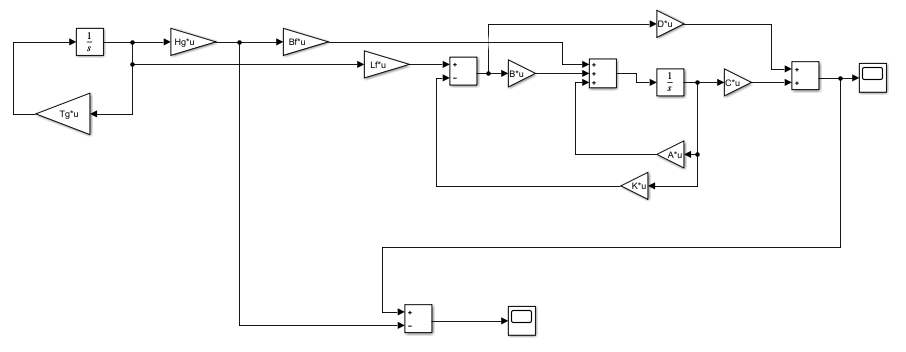 D*u
1
s
Hg*u
Bf*u
Lf*u
+
−
B*u
+
+
+
1
s
C*u
+
+
Tg*u
A*u
K*u
+
−